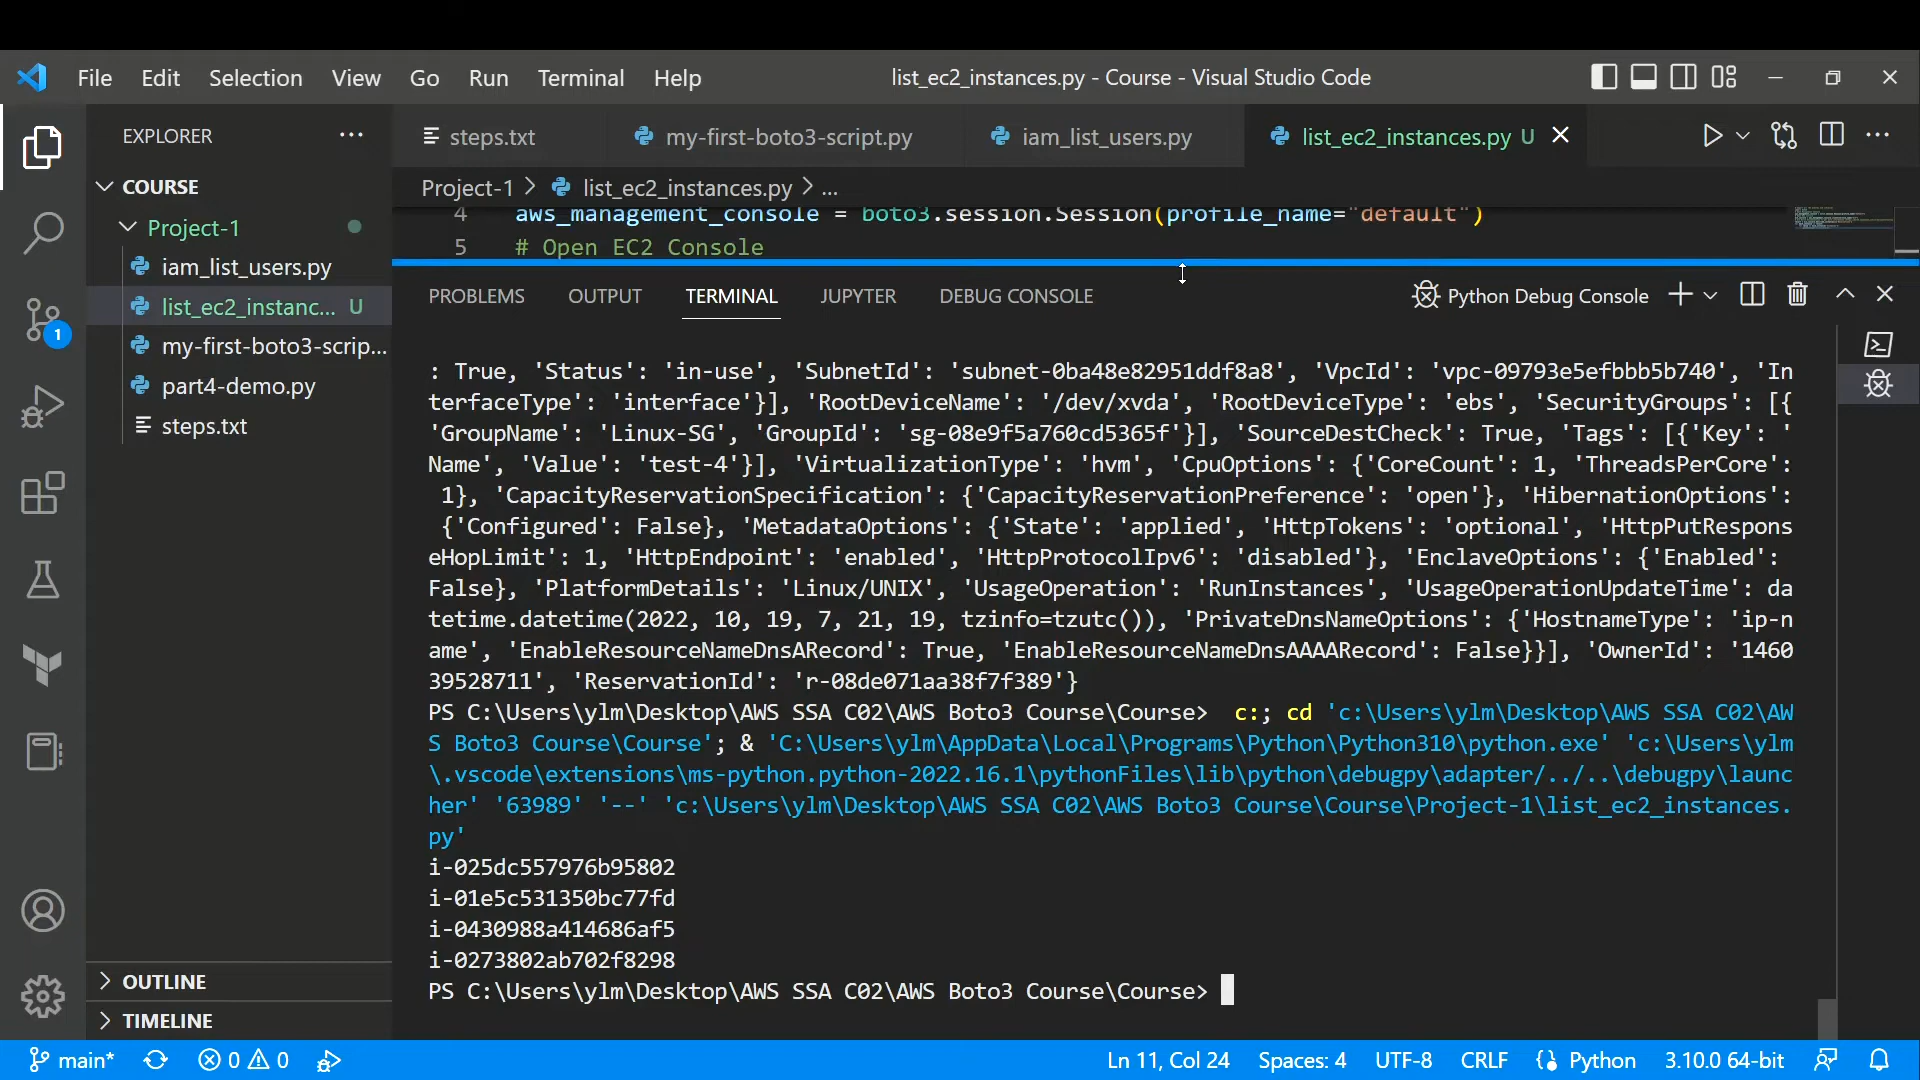 File Edit Selection View Go Run Terminal Help
list_ec2_instances.py - Course - Visual Studio Code
EXPLORER ...
steps.txt
my-first-boto3-script.py
iam_list_users.py
list_ec2_instances.py U
COURSE
Project-1
iam_list_users.py
list_ec2_instanc... U
my-first-boto3-scrip...
part4-demo.py
steps.txt
1
OUTLINE
TIMELINE
Project-1 > list_ec2_instances.py > ...
4 aws_management_console = boto3.session.Session(profile_name="default")
5 # Open EC2 Console
PROBLEMS OUTPUT TERMINAL JUPYTER DEBUG CONSOLE
Python Debug Console
: True, 'Status': 'in-use', 'SubnetId': 'subnet-0ba48e82951ddf8a8', 'VpcId': 'vpc-09793e5efbbb5b740', 'In
terfaceType': 'interface'}], 'RootDeviceName': '/dev/xvda', 'RootDeviceType': 'ebs', 'SecurityGroups': [{
'GroupName': 'Linux-SG', 'GroupId': 'sg-08e9f5a760cd5365f'}], 'SourceDestCheck': True, 'Tags': [{'Key': '
Name', 'Value': 'test-4'}], 'VirtualizationType': 'hvm', 'CpuOptions': {'CoreCount': 1, 'ThreadsPerCore':
1}, 'CapacityReservationSpecification': {'CapacityReservationPreference': 'open'}, 'HibernationOptions':
{'Configured': False}, 'MetadataOptions': {'State': 'applied', 'HttpTokens': 'optional', 'HttpPutRespons
eHopLimit': 1, 'HttpEndpoint': 'enabled', 'HttpProtocolIpv6': 'disabled'}, 'EnclaveOptions': {'Enabled':
False}, 'PlatformDetails': 'Linux/UNIX', 'UsageOperation': 'RunInstances', 'UsageOperationUpdateTime': da
tetime.datetime(2022, 10, 19, 7, 21, 19, tzinfo=tzutc()), 'PrivateDnsNameOptions': {'HostnameType': 'ip-n
ame', 'EnableResourceNameDnsARecord': True, 'EnableResourceNameDnsAAAARecord': False}}], 'OwnerId': '1460
39528711', 'ReservationId': 'r-08de071aa38f7f389'}
PS C:\Users\ylm\Desktop\AWS SSA C02\AWS Boto3 Course\Course>  c:; cd 'c:\Users\ylm\Desktop\AWS SSA C02\AW
S Boto3 Course\Course'; & 'C:\Users\ylm\AppData\Local\Programs\Python\Python310\python.exe' 'c:\Users\ylm
\.vscode\extensions\ms-python.python-2022.16.1\pythonFiles\lib\python\debugpy\adapter/../..\debugpy\launc
her' '63989' '--' 'c:\Users\ylm\Desktop\AWS SSA C02\AWS Boto3 Course\Course\Project-1\list_ec2_instances.
py'
i-025dc557976b95802
i-01e5c531350bc77fd
i-0430988a414686af5
i-0273802ab702f8298
PS C:\Users\ylm\Desktop\AWS SSA C02\AWS Boto3 Course\Course>
main* 0 0
Ln 11, Col 24 Spaces: 4 UTF-8 CRLF Python 3.10.0 64-bit